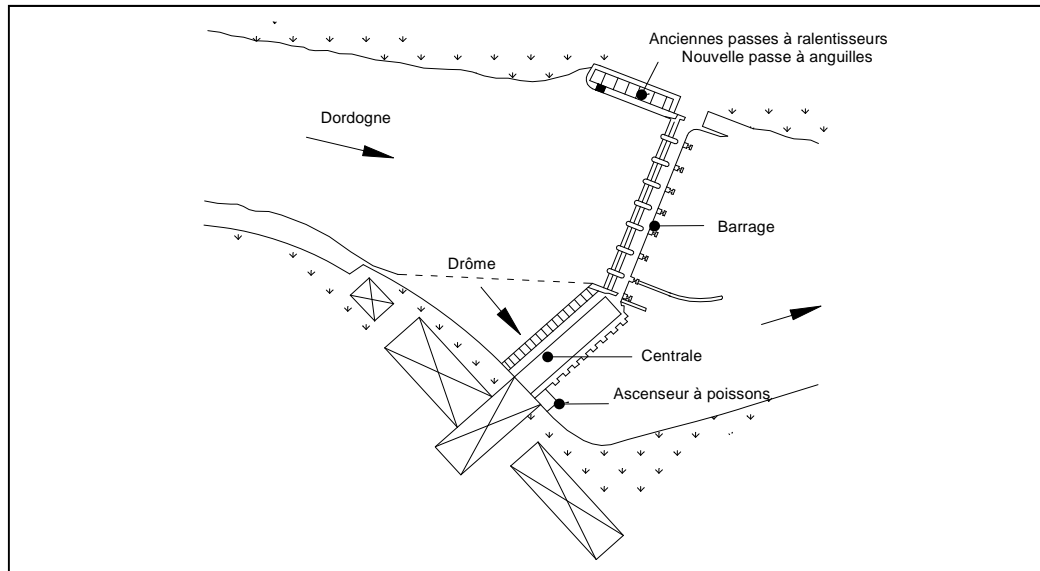 Anciennes passes à ralentisseurs
Nouvelle passe à anguilles
Dordogne
Barrage
Drôme
Centrale
Ascenseur à poissons